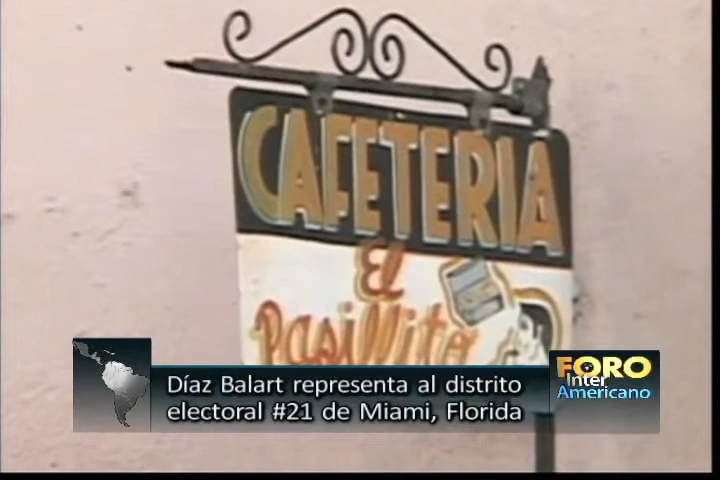 CAFETERIA
El
Pasillito
Díaz Balart representa al distrito
electoral #21 de Miami, Florida
FORO
Inter
Americano